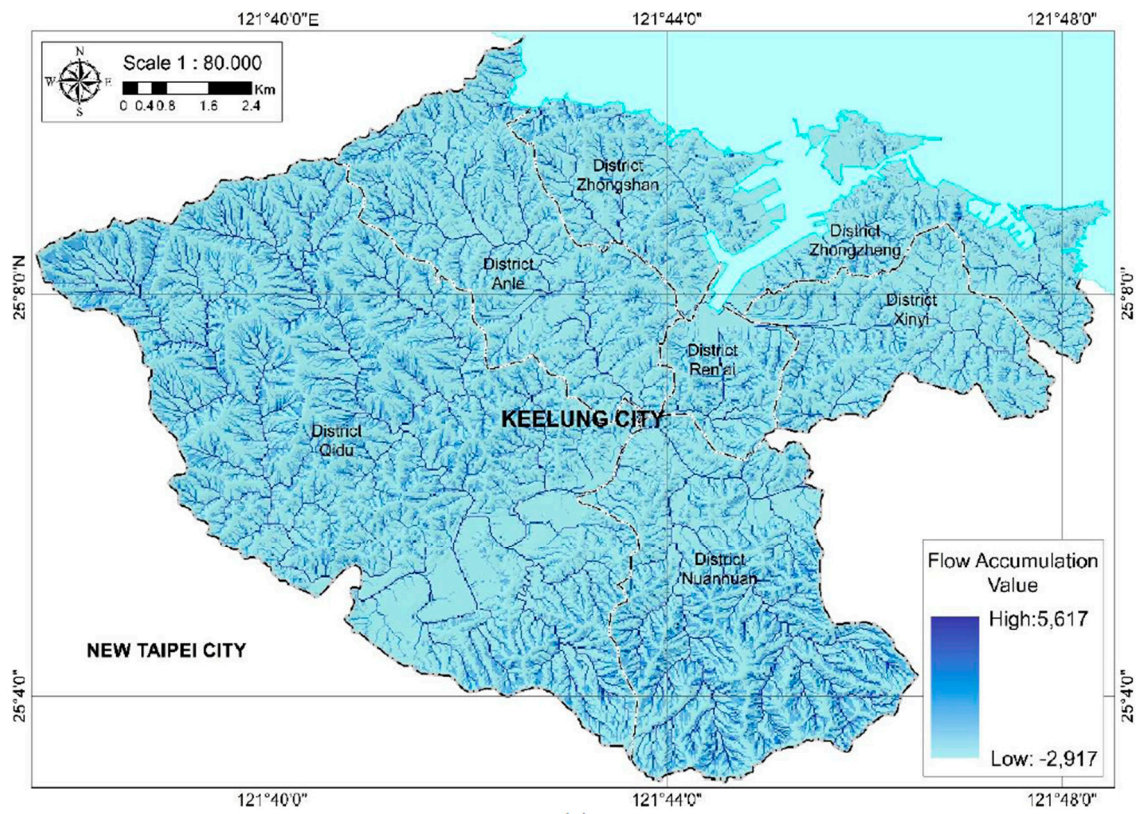 121°40'0"E
121°44'0"
121°48'0"
N
W
E
S
Scale 1 : 80.000
0 0.4 0.8 1.6 2.4 Km
District
Zhongshan
District
Zhongzheng
District
Anle
District
Xinyi
25°8'0"N
25°8'0"
District
Ren'ai
KEELUNG CITY
District
Qidu
District
Nuannuan
Flow Accumulation
Value
High:5,617
Low: -2,917
NEW TAIPEI CITY
25°4'0"
25°4'0"
121°40'0"
121°44'0"
121°48'0"